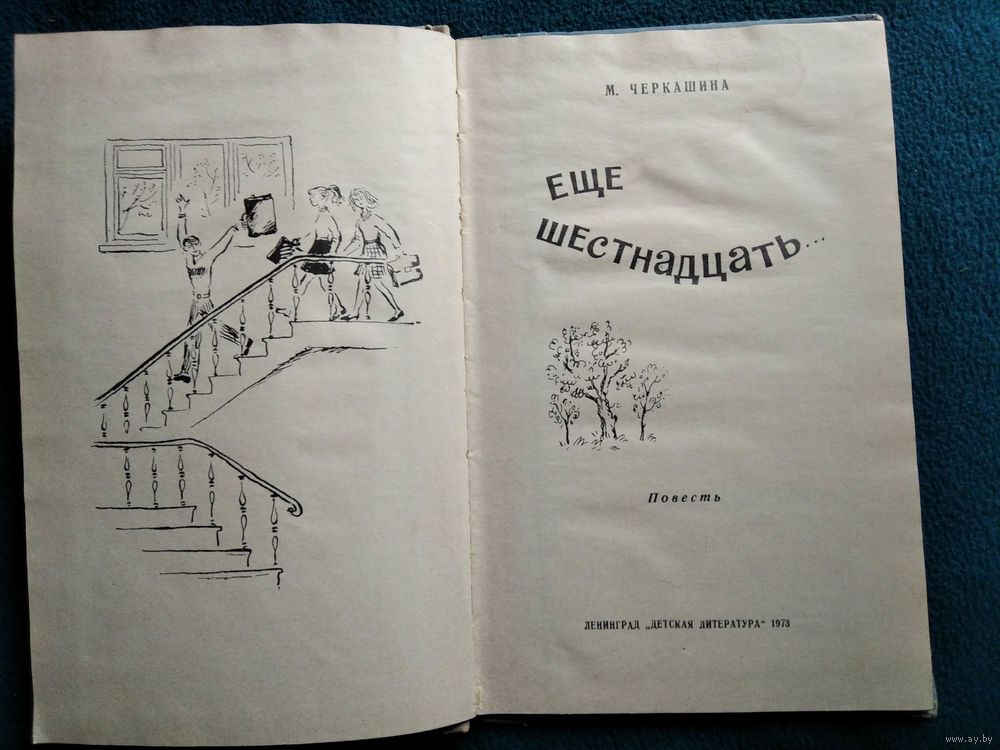 М. ЧЕРКАШИНА
ЕЩЕ
ШЕСТНАДЦАТЬ...
Повесть
ЛЕНИНГРАД „ДЕТСКАЯ ЛИТЕРАТУРА“ 1973
www.ay.by